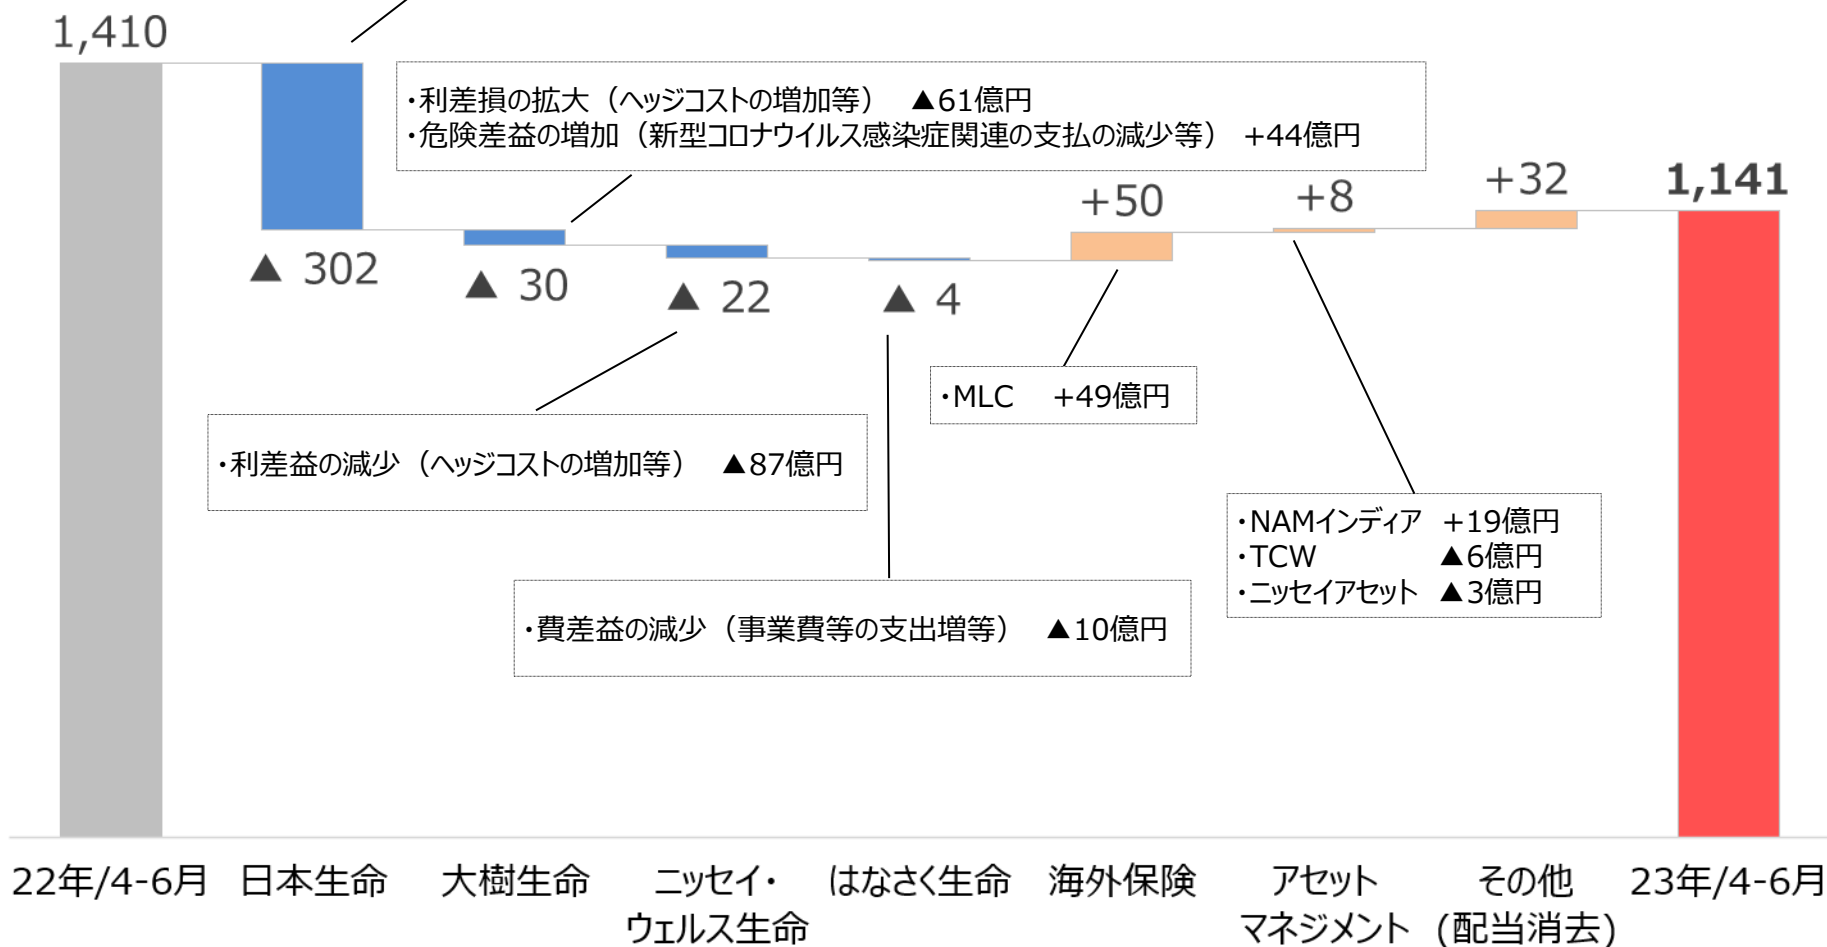 1,410
・利差損の拡大（ヘッジコストの増加等） ▲61億円
・危険差益の増加（新型コロナウイルス感染症関連の支払の減少等） +44億円
▲ 302
▲ 30
▲ 22
▲ 4
+50
+8
+32
1,141
・MLC +49億円
・利差益の減少（ヘッジコストの増加等） ▲87億円
・NAMインディア +19億円
・TCW ▲6億円
・ニッセイアセット ▲3億円
・費差益の減少（事業費等の支出増等） ▲10億円
22年/4-6月
日本生命
大樹生命
ニッセイ・
ウェルス生命
はなさく生命
海外保険
アセット
マネジメント
その他
(配当消去)
23年/4-6月